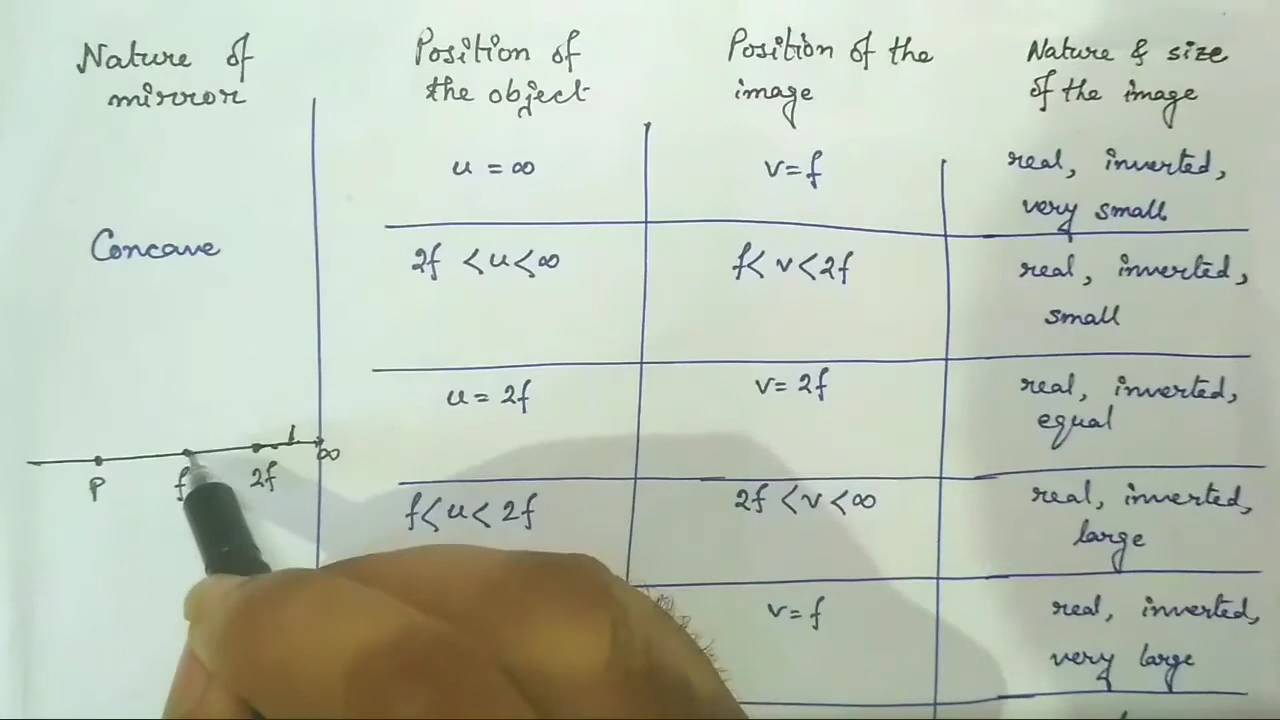 Nature of
mirror
Position of
the object
Position of the
image
Nature & size
of the image
u = ∞
v = f
real, inverted,
very small
Concave
2f < u < ∞
f < v < 2f
real, inverted,
small
u = 2f
v = 2f
real, inverted,
equal
P
f
2f
∞
f < u < 2f
2f < v < ∞
real, inverted,
large
v = f
real, inverted,
very large